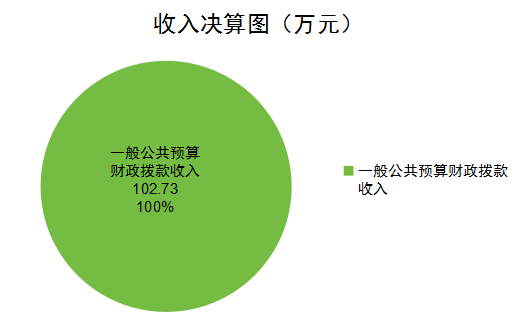 收入决算图（万元）
一般公共预算
财政拨款收入
102.73
100%
一般公共预算财政拨款
收入